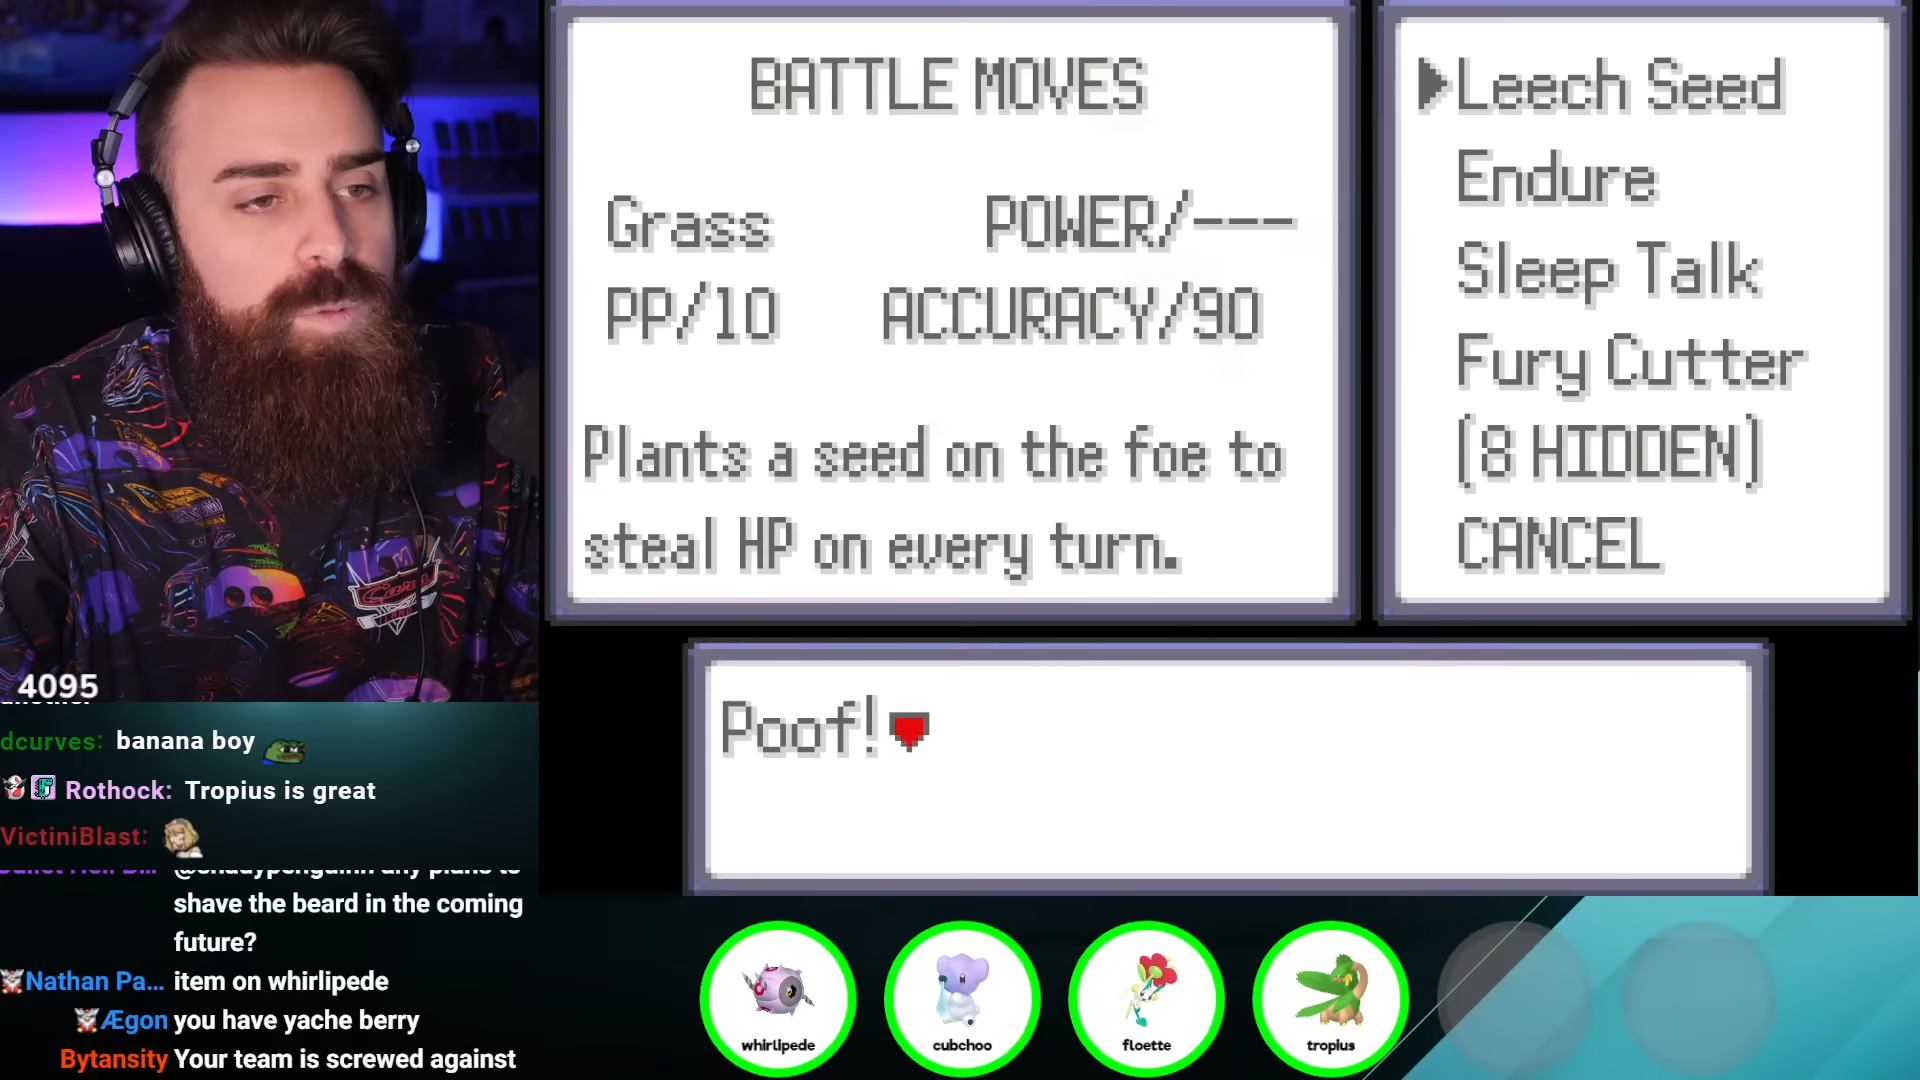 BATTLE MOVES
Grass POWER/---
PP/10 ACCURACY/90
Plants a seed on the foe to
steal HP on every turn.
Leech Seed
Endure
Sleep Talk
Fury Cutter
(8 HIDDEN)
CANCEL
Poof!
4095
dcurves: banana boy
Rothock: Tropius is great
VictiniBlast:
any plans to
shave the beard in the coming
future?
Nathan Pa... item on whirlipede
Ægon you have yache berry
Bytansity Your team is screwed against
whirlipede
cubchoo
floette
tropius